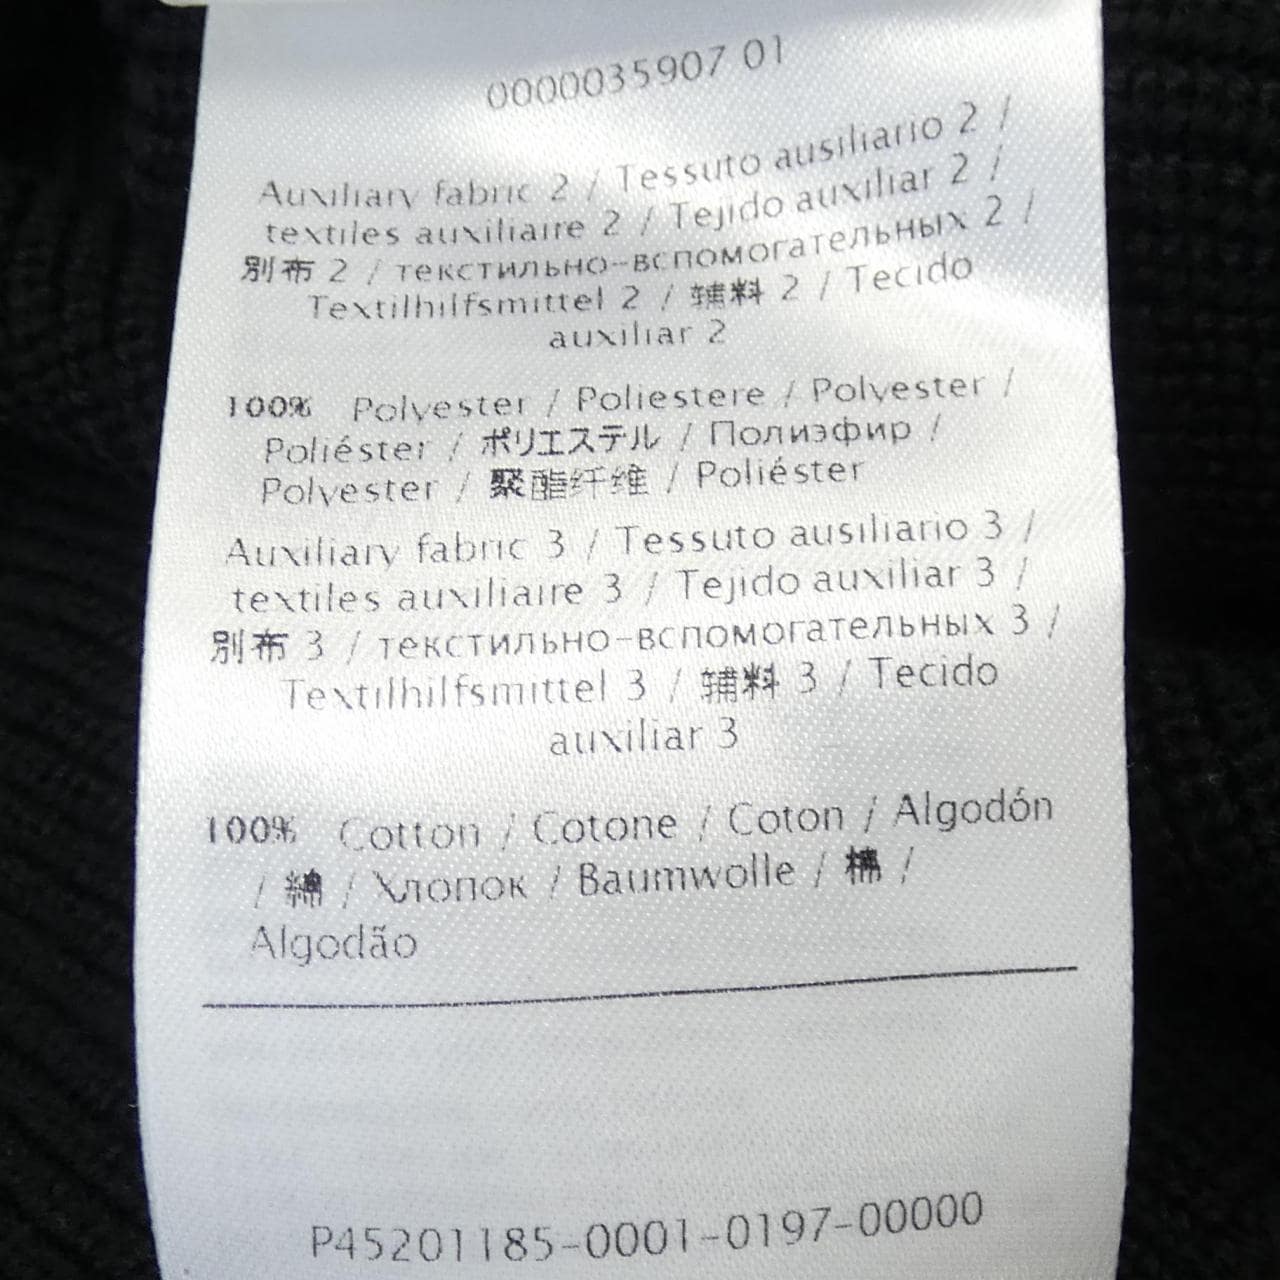 0000035907 01
Auxiliary fabric 2 / Tessuto ausiliario 2 /
textiles auxiliaire 2 / Tejido auxiliar 2 /
別布 2 / текстильно-вспомогательных 2 /
Textilhilfsmittel 2 / 辅料 2 / Tecido
auxiliar 2
100% Polyester / Poliestere / Polyester /
Poliéster / ポリエステル / Полиэфир /
Polyester / 聚酯纤维 / Poliéster
Auxiliary fabric 3 / Tessuto ausiliario 3 /
textiles auxiliaire 3 / Tejido auxiliar 3 /
別布 3 / текстильно-вспомогательных 3 /
Textilhilfsmittel 3 / 辅料 3 / Tecido
auxiliar 3
100% Cotton / Cotone / Coton / Algodón
/ 綿 / Хлопок / Baumwolle / 棉 /
Algodão
P45201185-0001-0197-00000